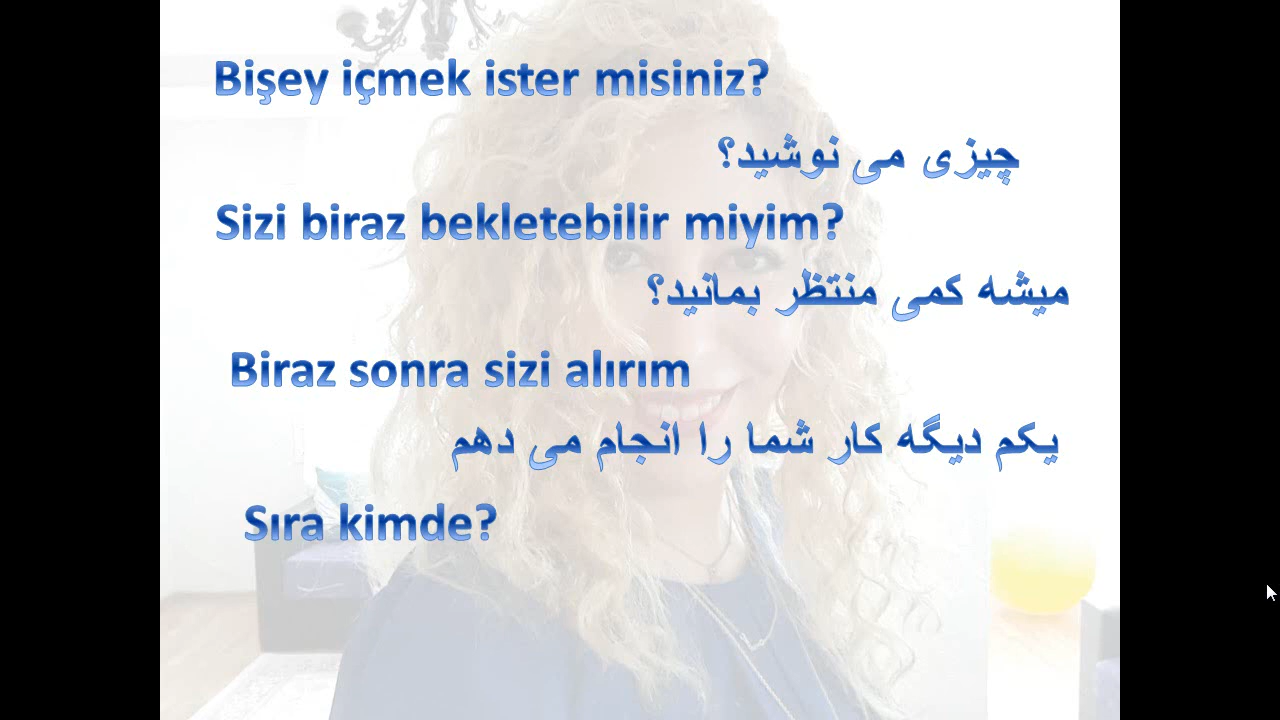 Bişey içmek ister misiniz?
چیزی می نوشید؟
Sizi biraz bekletebilir miyim?
میشه کمی منتظر بمانید؟
Biraz sonra sizi alırım
یکم دیگه کار شما را انجام می دهم
Sıra kimde?